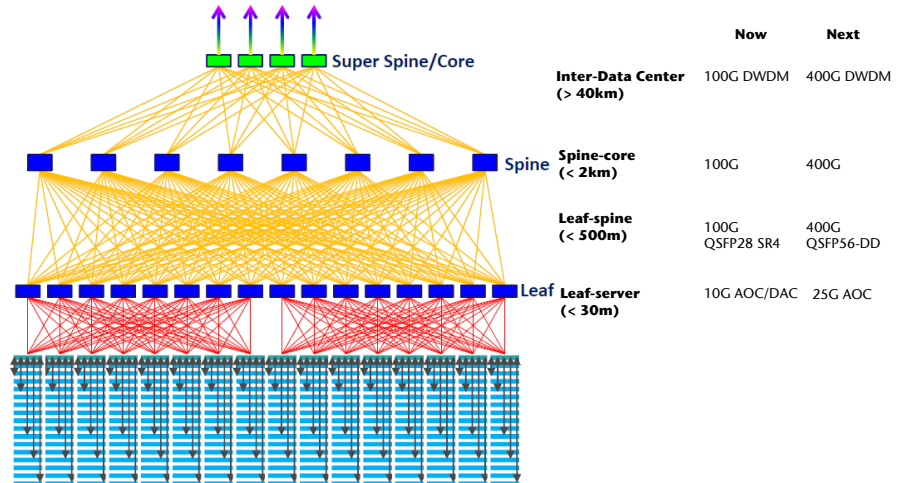 Now Next
Super Spine/Core
Inter-Data Center 100G DWDM 400G DWDM
(> 40km)
Spine
Spine-core
(< 2km) 100G 400G
Leaf-spine 100G 400G
(< 500m) QSFP28 SR4 QSFP56-DD
Leaf
Leaf-server 10G AOC/DAC 25G AOC
(< 30m)